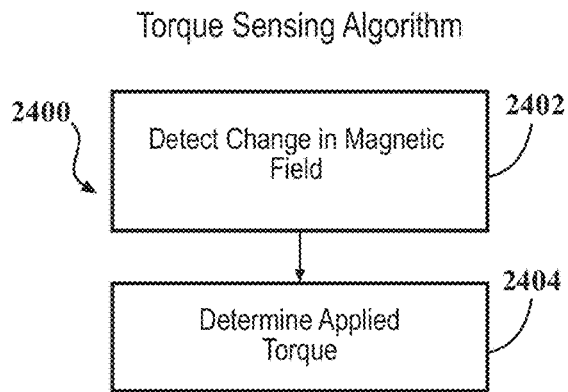 Torque Sensing Algorithm
2400
2402
Detect Change in Magnetic
Field
2404
Determine Applied
Torque